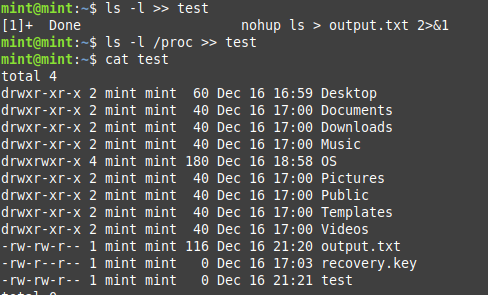 mint@mint:~$ ls -l >> test
[1]+  Done                    nohup ls > output.txt 2>&1
mint@mint:~$ ls -l /proc >> test
mint@mint:~$ cat test
total 4
drwxr-xr-x 2 mint mint  60 Dec 16 16:59 Desktop
drwxr-xr-x 2 mint mint  40 Dec 16 17:00 Documents
drwxr-xr-x 2 mint mint  40 Dec 16 17:00 Downloads
drwxr-xr-x 2 mint mint  40 Dec 16 17:00 Music
drwxrwxr-x 4 mint mint 180 Dec 16 18:58 OS
drwxr-xr-x 2 mint mint  40 Dec 16 17:00 Pictures
drwxr-xr-x 2 mint mint  40 Dec 16 17:00 Public
drwxr-xr-x 2 mint mint  40 Dec 16 17:00 Templates
drwxr-xr-x 2 mint mint  40 Dec 16 17:00 Videos
-rw-rw-r-- 1 mint mint 116 Dec 16 21:20 output.txt
-rw-r--r-- 1 mint mint   0 Dec 16 17:03 recovery.key
-rw-rw-r-- 1 mint mint   0 Dec 16 21:21 test
total 0